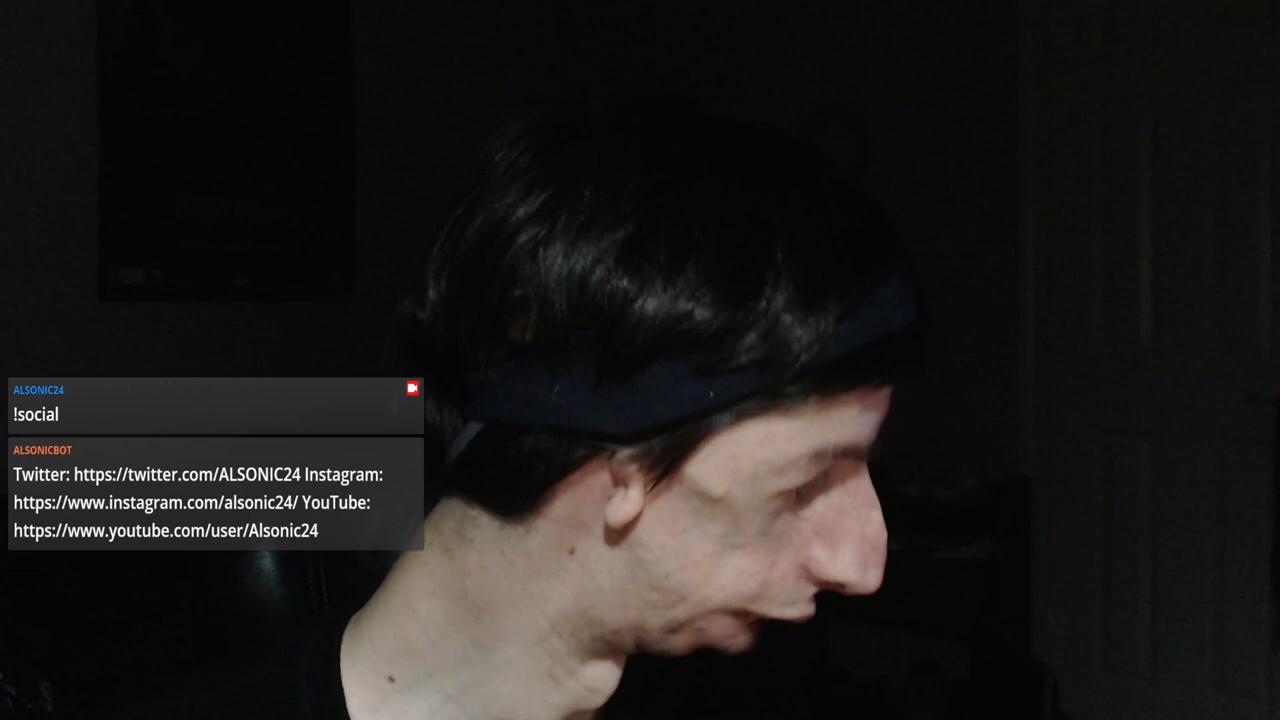 ALSONIC24
!social
ALSONICBOT
Twitter: https://twitter.com/ALSONIC24 Instagram:
https://www.instagram.com/alsonic24/ YouTube:
https://www.youtube.com/user/Alsonic24